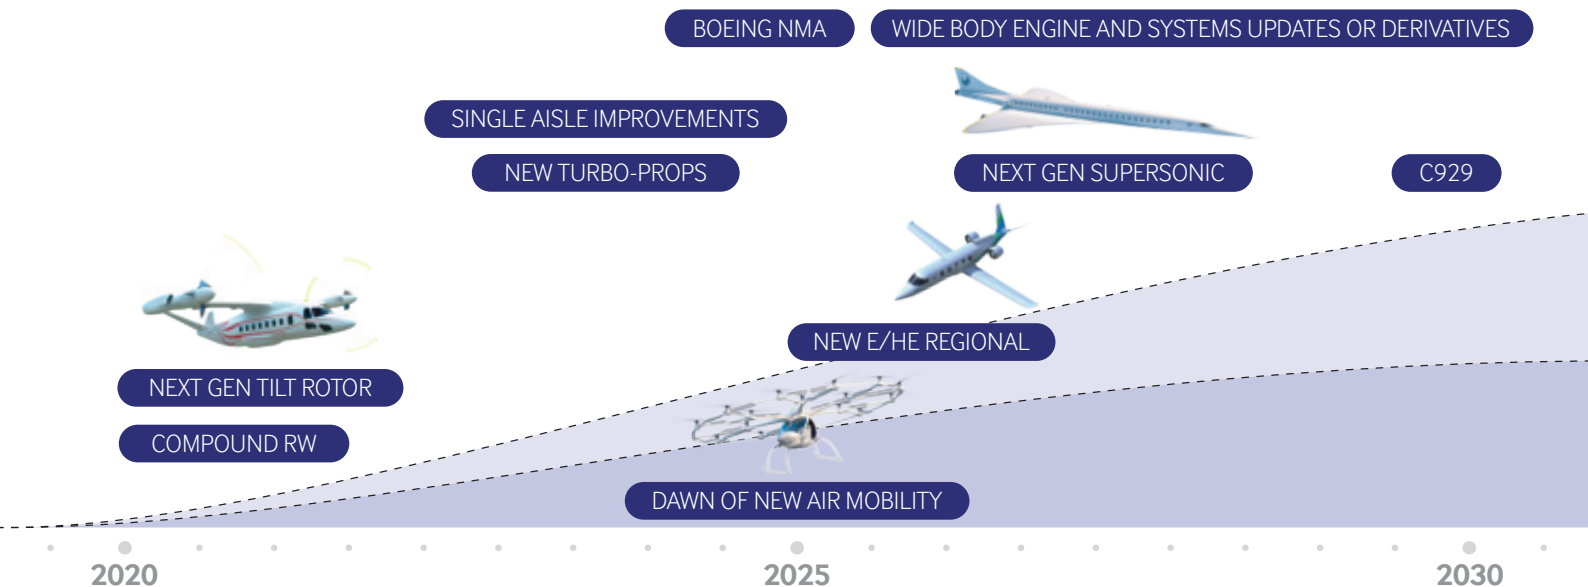 BOEING NMA
WIDE BODY ENGINE AND SYSTEMS UPDATES OR DERIVATIVES
SINGLE AISLE IMPROVEMENTS
NEW TURBO-PROPS
NEXT GEN SUPERSONIC
C929
NEW E/HE REGIONAL
NEXT GEN TILT ROTOR
COMPOUND RW
DAWN OF NEW AIR MOBILITY
2020
2025
2030